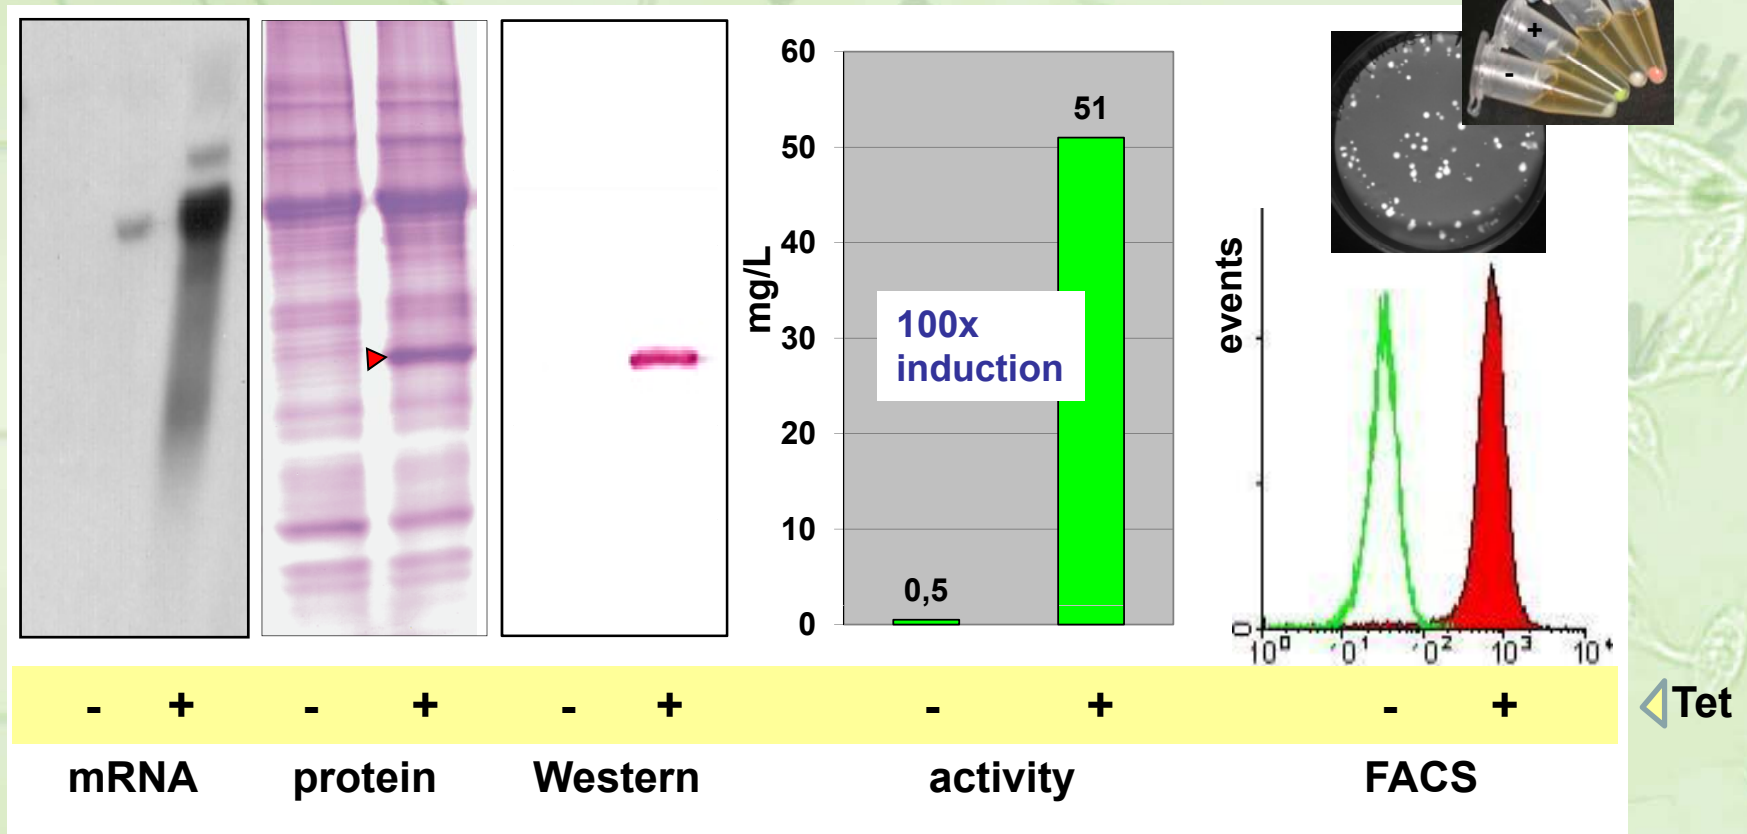 +
-
60
50
40
30
20
10
0
mg/L
51
0,5
100x
induction
events
0
10⁰
10¹
10²
10³
10⁴
- + - + - + - + - +
Tet
mRNA protein Western activity FACS